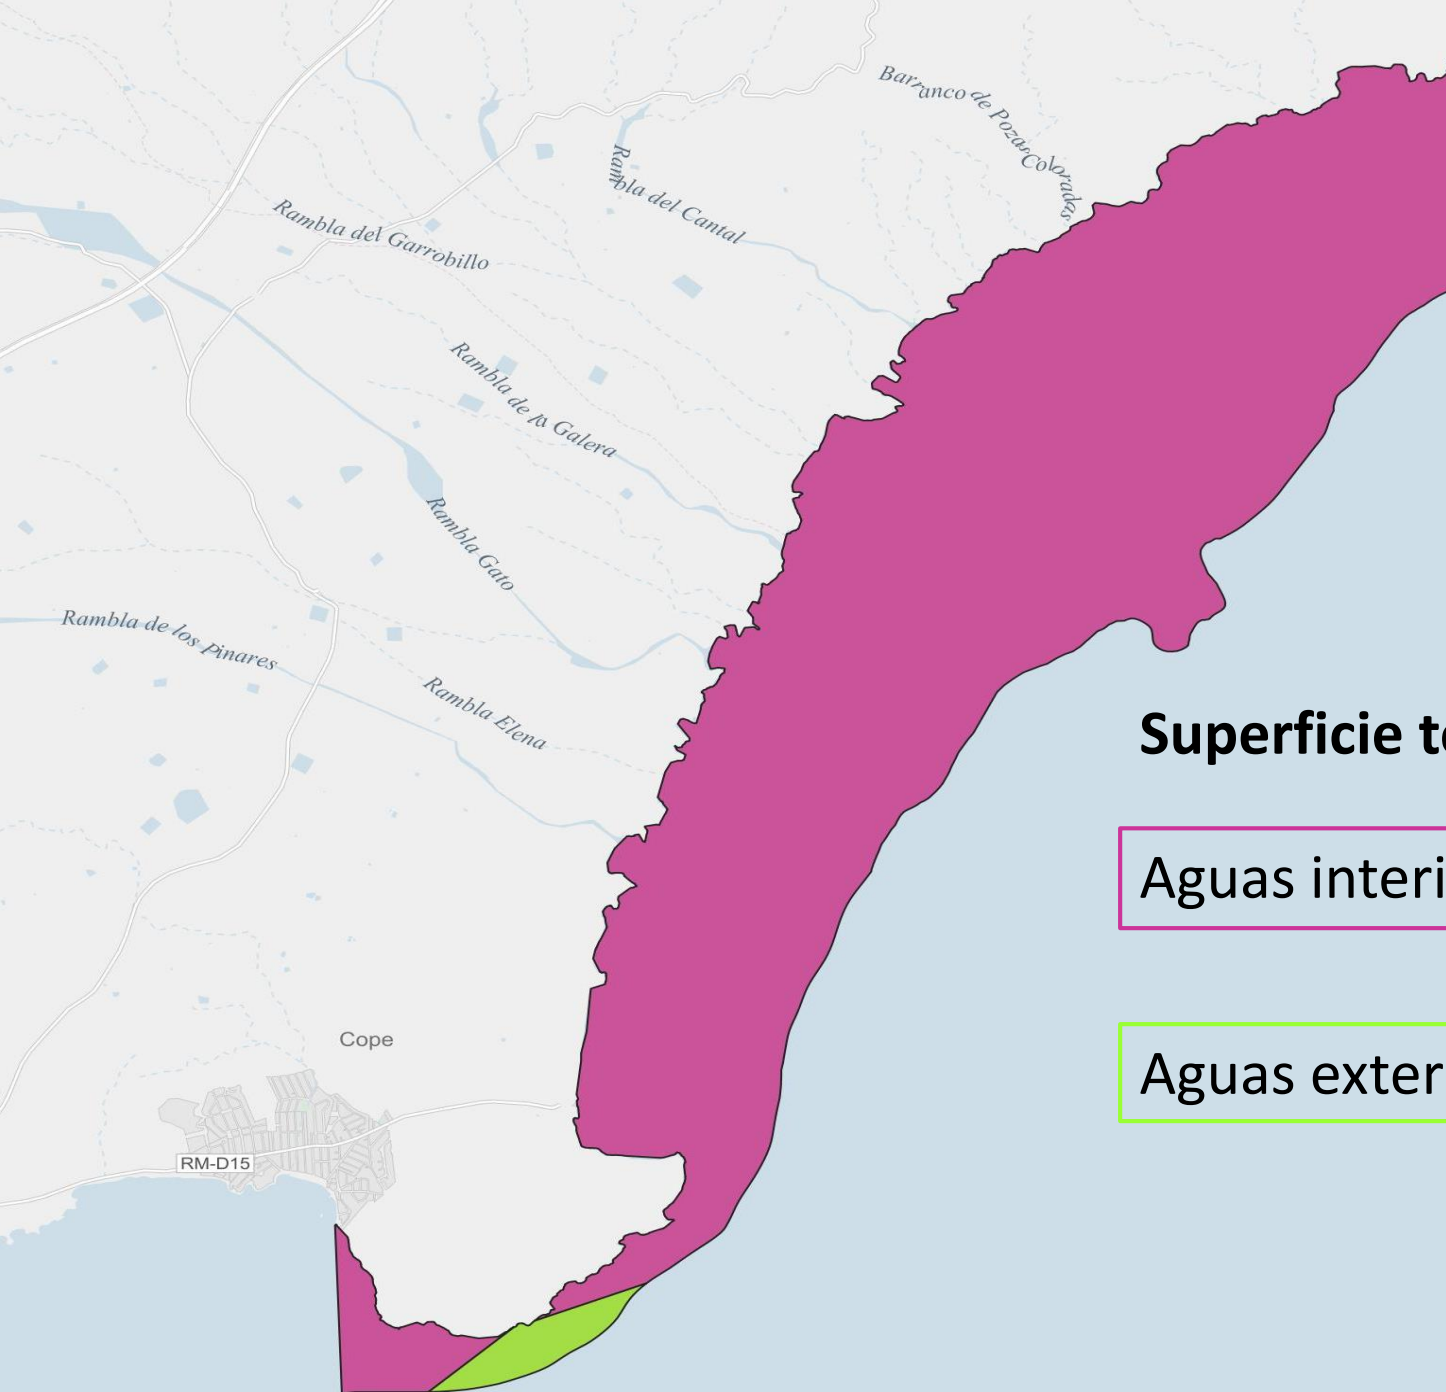 Barranco de Pozas Coloradas
Rambla del Cantal
Rambla del Garrobillo
Rambla de la Galera
Rambla Gato
Rambla de los Pinares
Rambla Elena
Superficie t
Aguas interi
Cope
Aguas exter
RM-D15